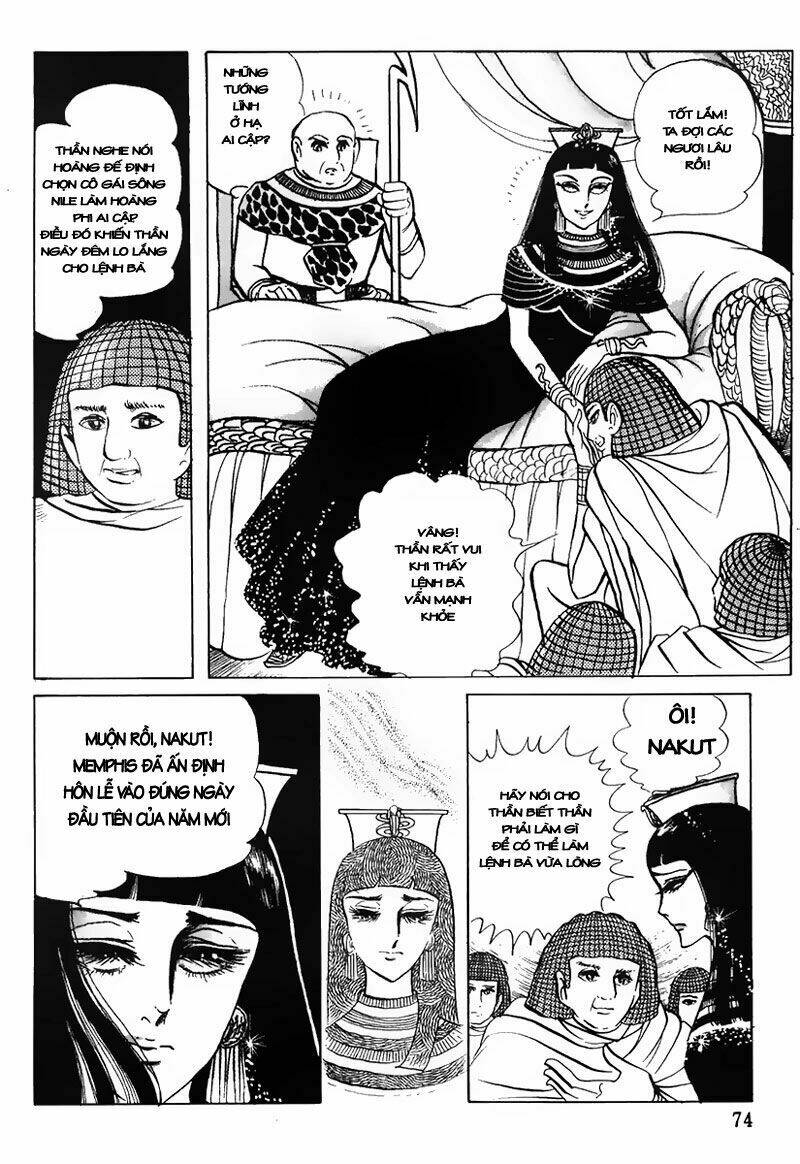 TỐT LẮM!
TA ĐỢI CÁC
NGƯƠI LÂU
RỒI!
NHỮNG
TƯỚNG
LĨNH
Ở HẠ
AI CẬP?
VÂNG!
THẦN RẤT VUI
KHI THẤY
LỆNH BÀ
VẪN MẠNH
KHỎE
THẦN NGHE NÓI
HOÀNG ĐẾ ĐỊNH
CHỌN CÔ GÁI SÔNG
NILE LÀM HOÀNG
PHI AI CẬP
ĐIỀU ĐÓ KHIẾN THẦN
NGÀY ĐÊM LO LẮNG
CHO LỆNH BÀ
ÔI!
NAKUT
HÃY NÓI CHO
THẦN BIẾT THẦN
PHẢI LÀM GÌ
ĐỂ CÓ THỂ LÀM
LỆNH BÀ VỪA LÒNG
MUỘN RỒI, NAKUT!
MEMPHIS ĐÃ ẤN ĐỊNH
HÔN LỄ VÀO ĐÚNG NGÀY
ĐẦU TIÊN CỦA NĂM MỚI
74